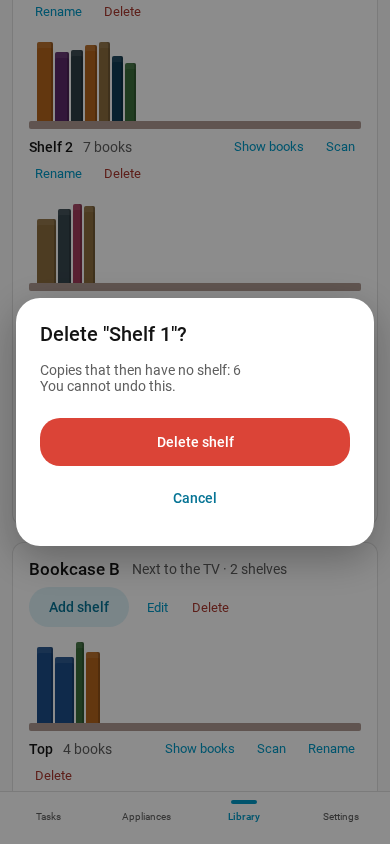 Rename Delete
Shelf 2 7 books Show books Scan
Rename Delete
Delete "Shelf 1"?
Copies that then have no shelf: 6
You cannot undo this.
Delete shelf
Cancel
Bookcase B Next to the TV · 2 shelves
Add shelf Edit Delete
Top 4 books Show books Scan Rename
Delete
Tasks Appliances Library Settings